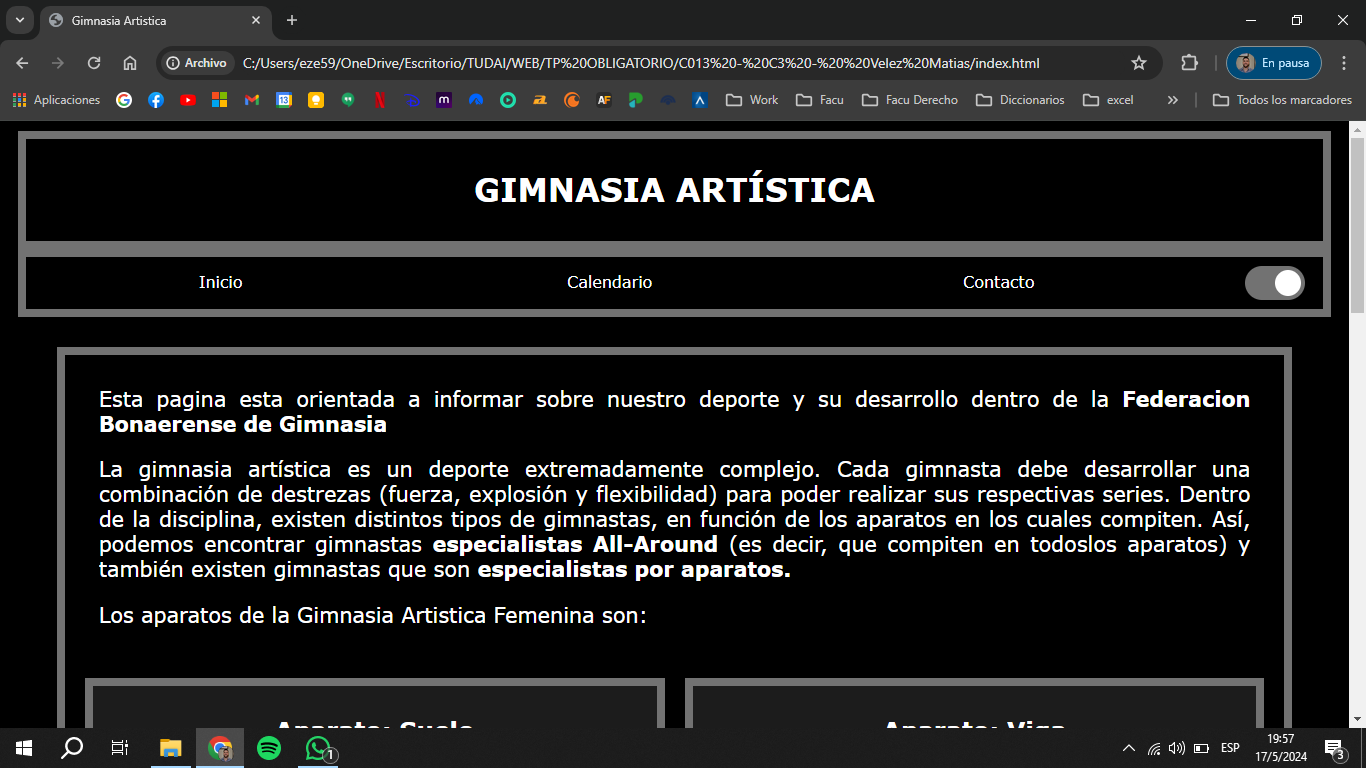 Gimnasia Artistica
Archivo C:/Users/eze59/OneDrive/Escritorio/TUDAI/WEB/TP%20OBLIGATORIO/C013%20-%20C3%20-%20%20Velez%20Matias/index.html En pausa
Aplicaciones 13 m AF Work Facu Facu Derecho Diccionarios excel Todos los marcadores
GIMNASIA ARTÍSTICA
Inicio Calendario Contacto
Esta pagina esta orientada a informar sobre nuestro deporte y su desarrollo dentro de la Federacion
Bonaerense de Gimnasia
La gimnasia artística es un deporte extremadamente complejo. Cada gimnasta debe desarrollar una
combinación de destrezas (fuerza, explosión y flexibilidad) para poder realizar sus respectivas series. Dentro
de la disciplina, existen distintos tipos de gimnastas, en función de los aparatos en los cuales compiten. Así,
podemos encontrar gimnastas especialistas All-Around (es decir, que compiten en todoslos aparatos) y
también existen gimnastas que son especialistas por aparatos.
Los aparatos de la Gimnasia Artistica Femenina son:
Aparato: Suelo Aparato: Viga
1 ESP 19:57
17/5/2024 3